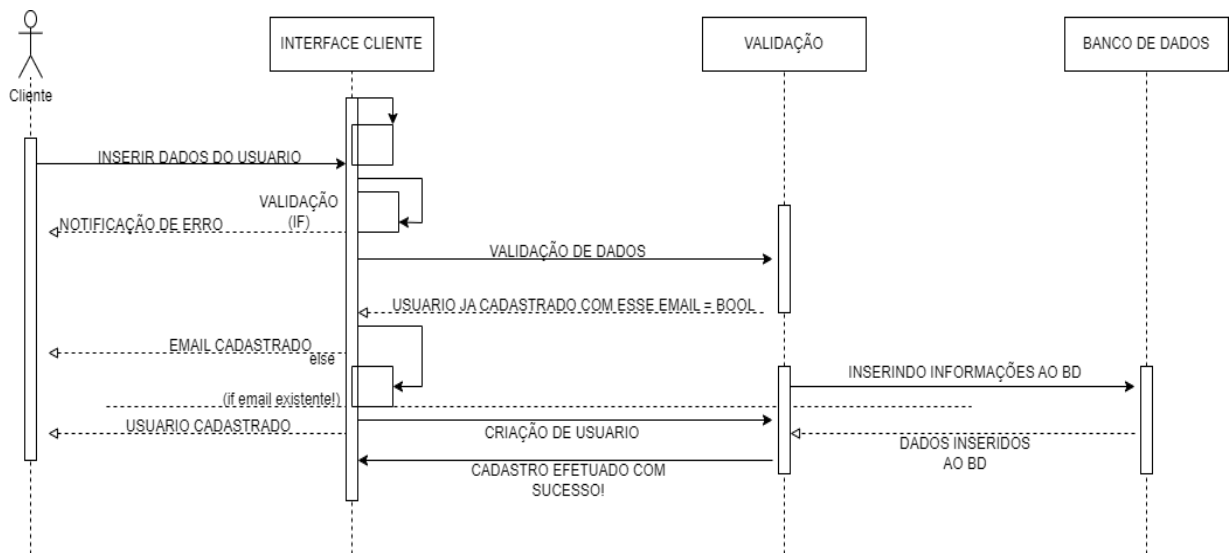 INTERFACE CLIENTE
VALIDAÇÃO
BANCO DE DADOS
Cliente
INSERIR DADOS DO USUARIO
VALIDAÇÃO
(IF)
NOTIFICAÇÃO DE ERRO
VALIDAÇÃO DE DADOS
USUARIO JA CADASTRADO COM ESSE EMAIL = BOOL
EMAIL CADASTRADO
else
INSERINDO INFORMAÇÕES AO BD
(if email existente!)
USUARIO CADASTRADO
CRIAÇÃO DE USUARIO
DADOS INSERIDOS
AO BD
CADASTRO EFETUADO COM
SUCESSO!